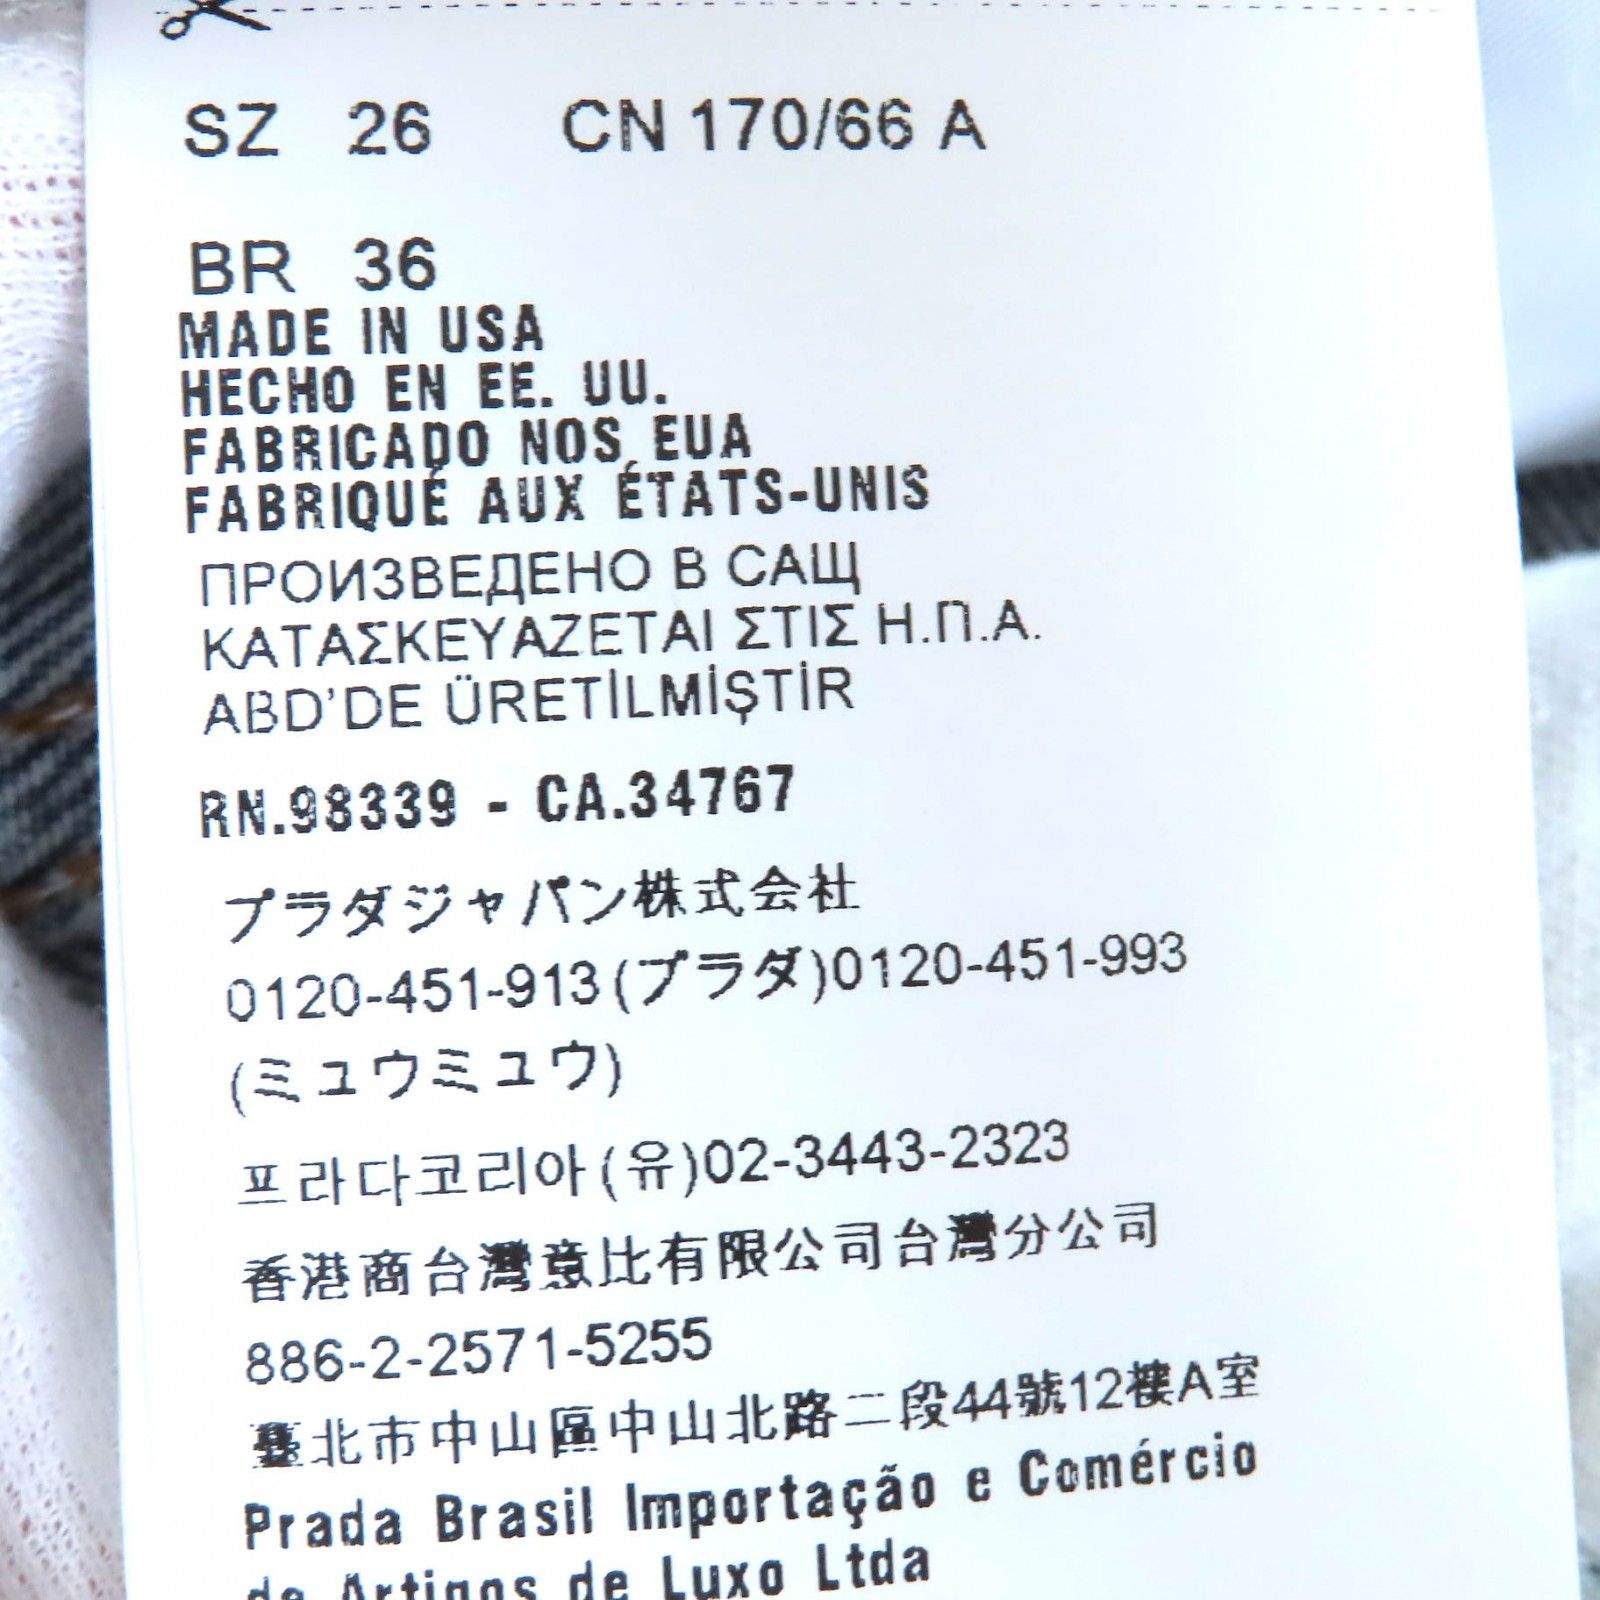 SZ 26 CN 170/66 A
BR 36
MADE IN USA
HECHO EN EE. UU.
FABRICADO NOS EUA
FABRIQUÉ AUX ÉTATS-UNIS
ПРОИЗВЕДЕНО В САЩ
ΚΑΤΑΣΚΕΥΑΖΕΤΑΙ ΣΤΙΣ Η.Π.Α.
ABD'DE ÜRETİLMİŞTİR
RN.98339 - CA.34767
プラダジャパン株式会社
0120-451-913(プラダ)0120-451-993
(ミュウミュウ)
프라다코리아(유)02-3443-2323
香港商台灣意比有限公司台灣分公司
886-2-2571-5255
臺北市中山區中山北路二段44號12樓A室
Prada Brasil Importação e Comércio
de Artigos de Luxo Ltda